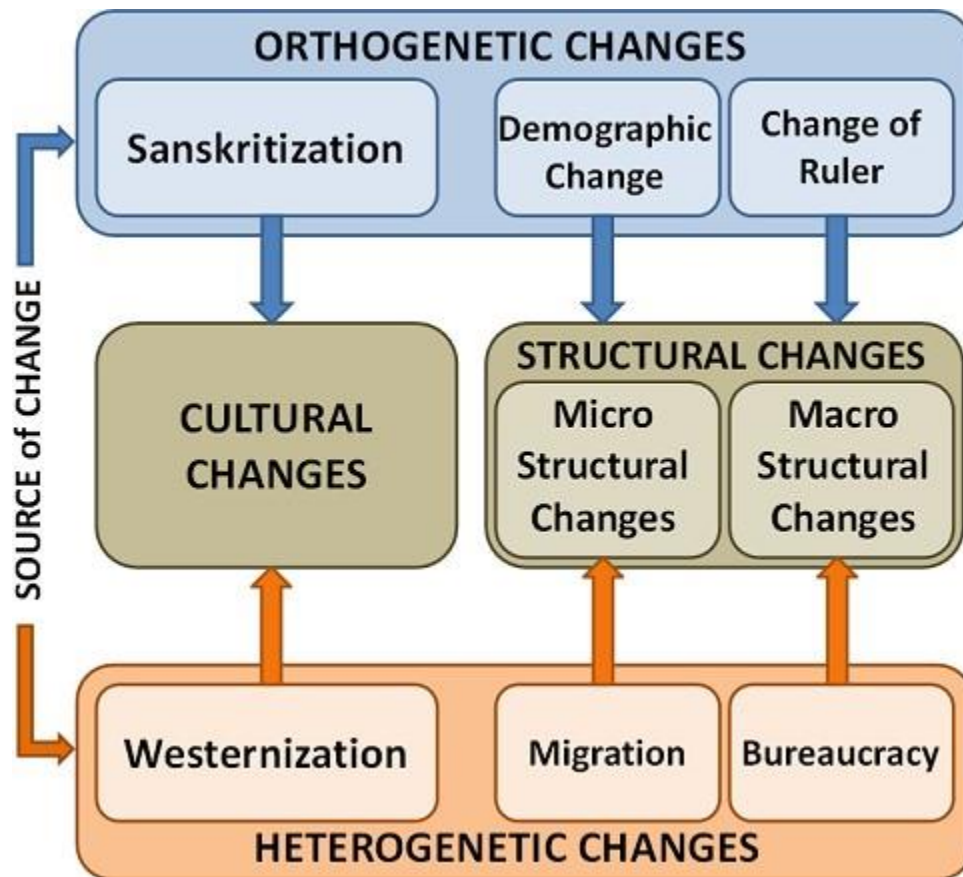 ORTHOGENETIC CHANGES
Sanskritization
Demographic
Change
Change of
Ruler
SOURCE of CHANGE
CULTURAL
CHANGES
STRUCTURAL CHANGES
Micro
Structural
Changes
Macro
Structural
Changes
Westernization
Migration
Bureaucracy
HETEROGENETIC CHANGES